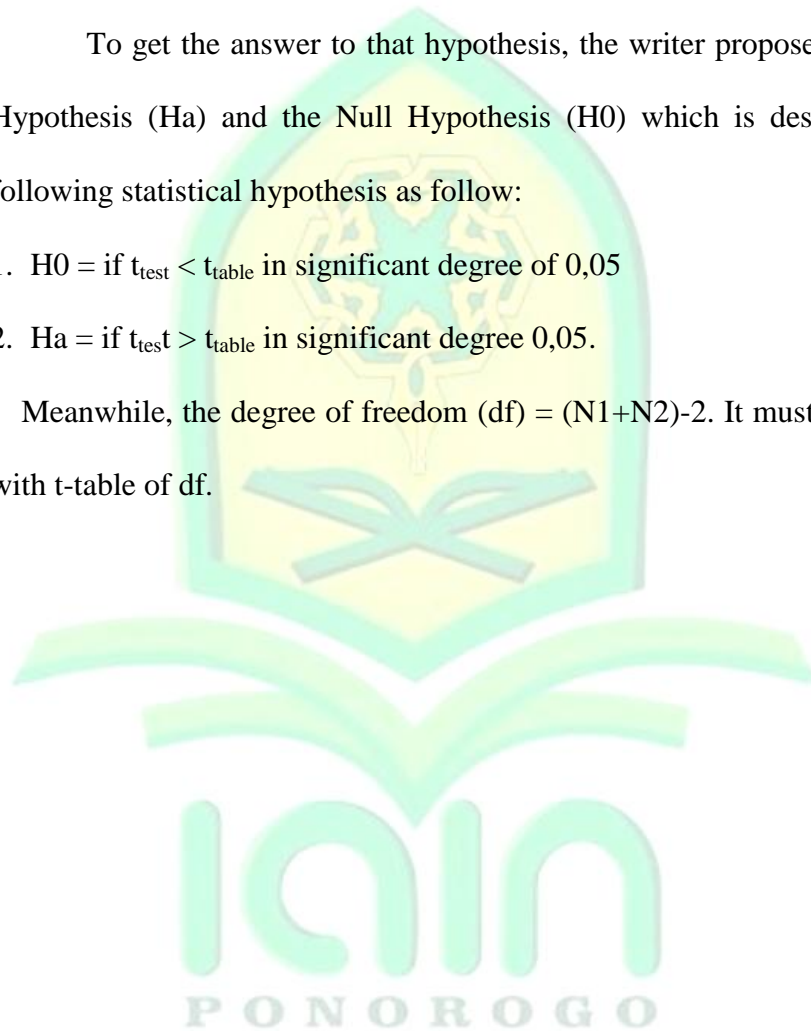 To get the answer to that hypothesis, the writer propose
Hypothesis (Ha) and the Null Hypothesis (H0) which is des
following statistical hypothesis as follow:
1. H0 = if ttest < ttable in significant degree of 0,05
2. Ha = if ttest > ttable in significant degree 0,05.
Meanwhile, the degree of freedom (df) = (N1+N2)-2. It must
with t-table of df.
iain
PONOROGO